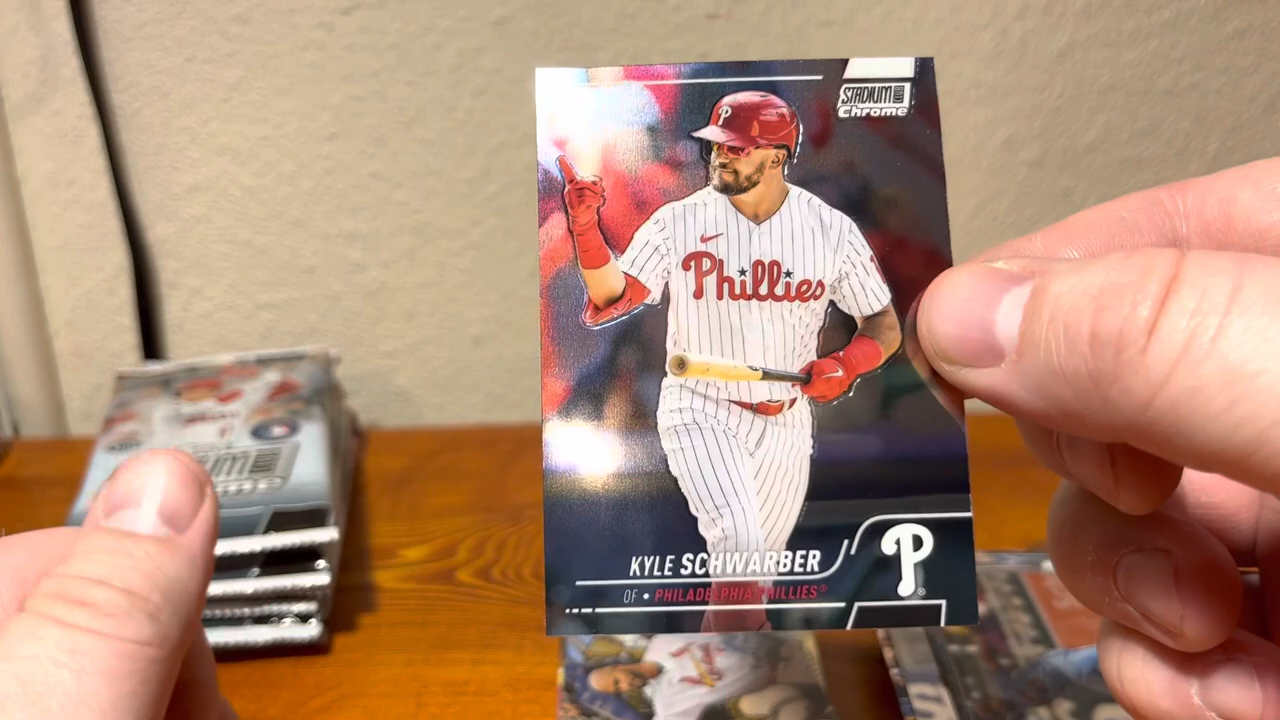 STADIUM CLUB
Chrome
P
Phillies
KYLE SCHWARBER
OF • PHILADELPHIA PHILLIES®
P